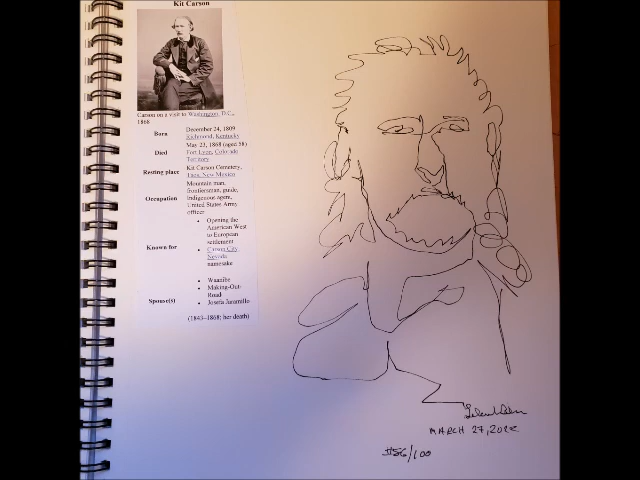 Kit Carson
Carson on a visit to Washington, D.C.,
1868
Born
December 24, 1809
Richmond, Kentucky
Died
May 23, 1868 (aged 58)
Fort Lyon, Colorado
Territory
Resting place
Kit Carson Cemetery,
Taos, New Mexico
Occupation
Mountain man,
frontiersman, guide,
Indigenous agent,
United States Army
officer
Known for
• Opening the
American West
to European
settlement
• Carson City,
Nevada
namesake
Spouse(s)
• Waanibe
• Making-Out-
Road
• Josefa Jaramillo
(1843–1868; her death)
MARCH 27, 2022
#56/100